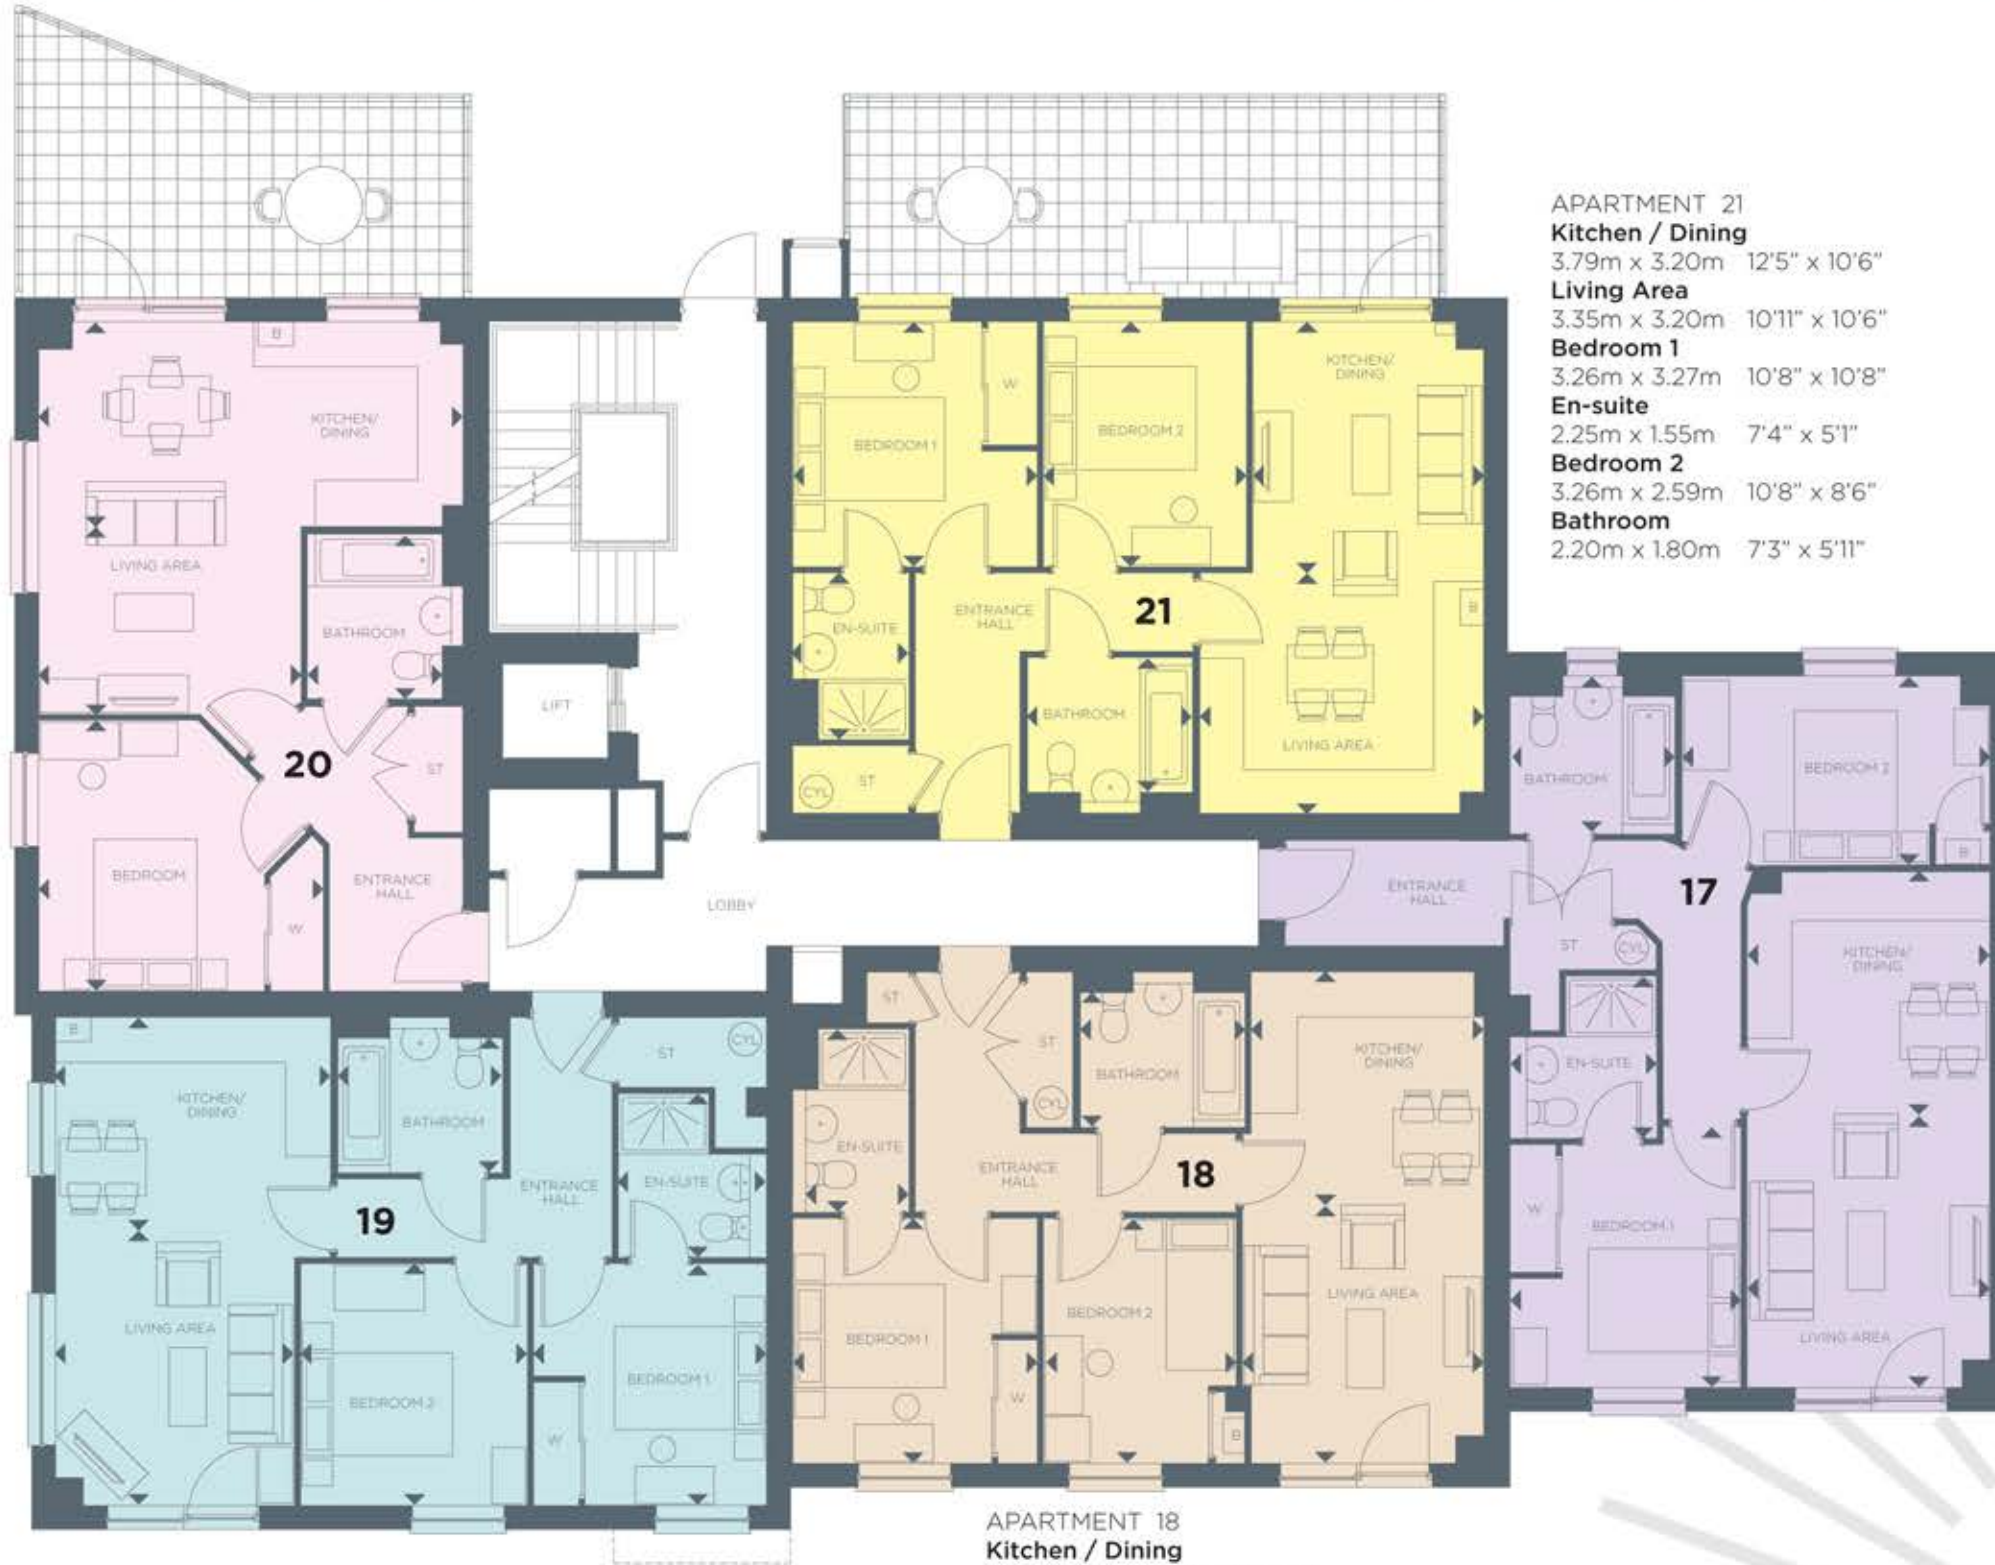 APARTMENT 21
Kitchen / Dining
3.79m x 3.20m 12'5" x 10'6"
Living Area
3.35m x 3.20m 10'11" x 10'6"
Bedroom 1
3.26m x 3.27m 10'8" x 10'8"
En-suite
2.25m x 1.55m 7'4" x 5'1"
Bedroom 2
3.26m x 2.59m 10'8" x 8'6"
Bathroom
2.20m x 1.80m 7'3" x 5'11"
B
KITCHEN/
DINING
LIVING AREA
BATHROOM
20
ST
BEDROOM
W
ENTRANCE
HALL
LIFT
LOBBY
BEDROOM 1
W
BEDROOM 2
KITCHEN/
DINING
EN-SUITE
ENTRANCE
HALL
21
B
BATHROOM
LIVING AREA
CYL
ST
BATHROOM
BEDROOM 2
B
ENTRANCE
HALL
17
ST
CYL
KITCHEN/
DINING
EN-SUITE
W
BEDROOM 1
LIVING AREA
B
KITCHEN/
DINING
BATHROOM
ST
CYL
ENTRANCE
HALL
EN-SUITE
19
LIVING AREA
BEDROOM 2
BEDROOM 1
W
ST
ST
CYL
BATHROOM
KITCHEN/
DINING
EN-SUITE
ENTRANCE
HALL
18
BEDROOM 1
W
BEDROOM 2
B
LIVING AREA
APARTMENT 18
Kitchen / Dining